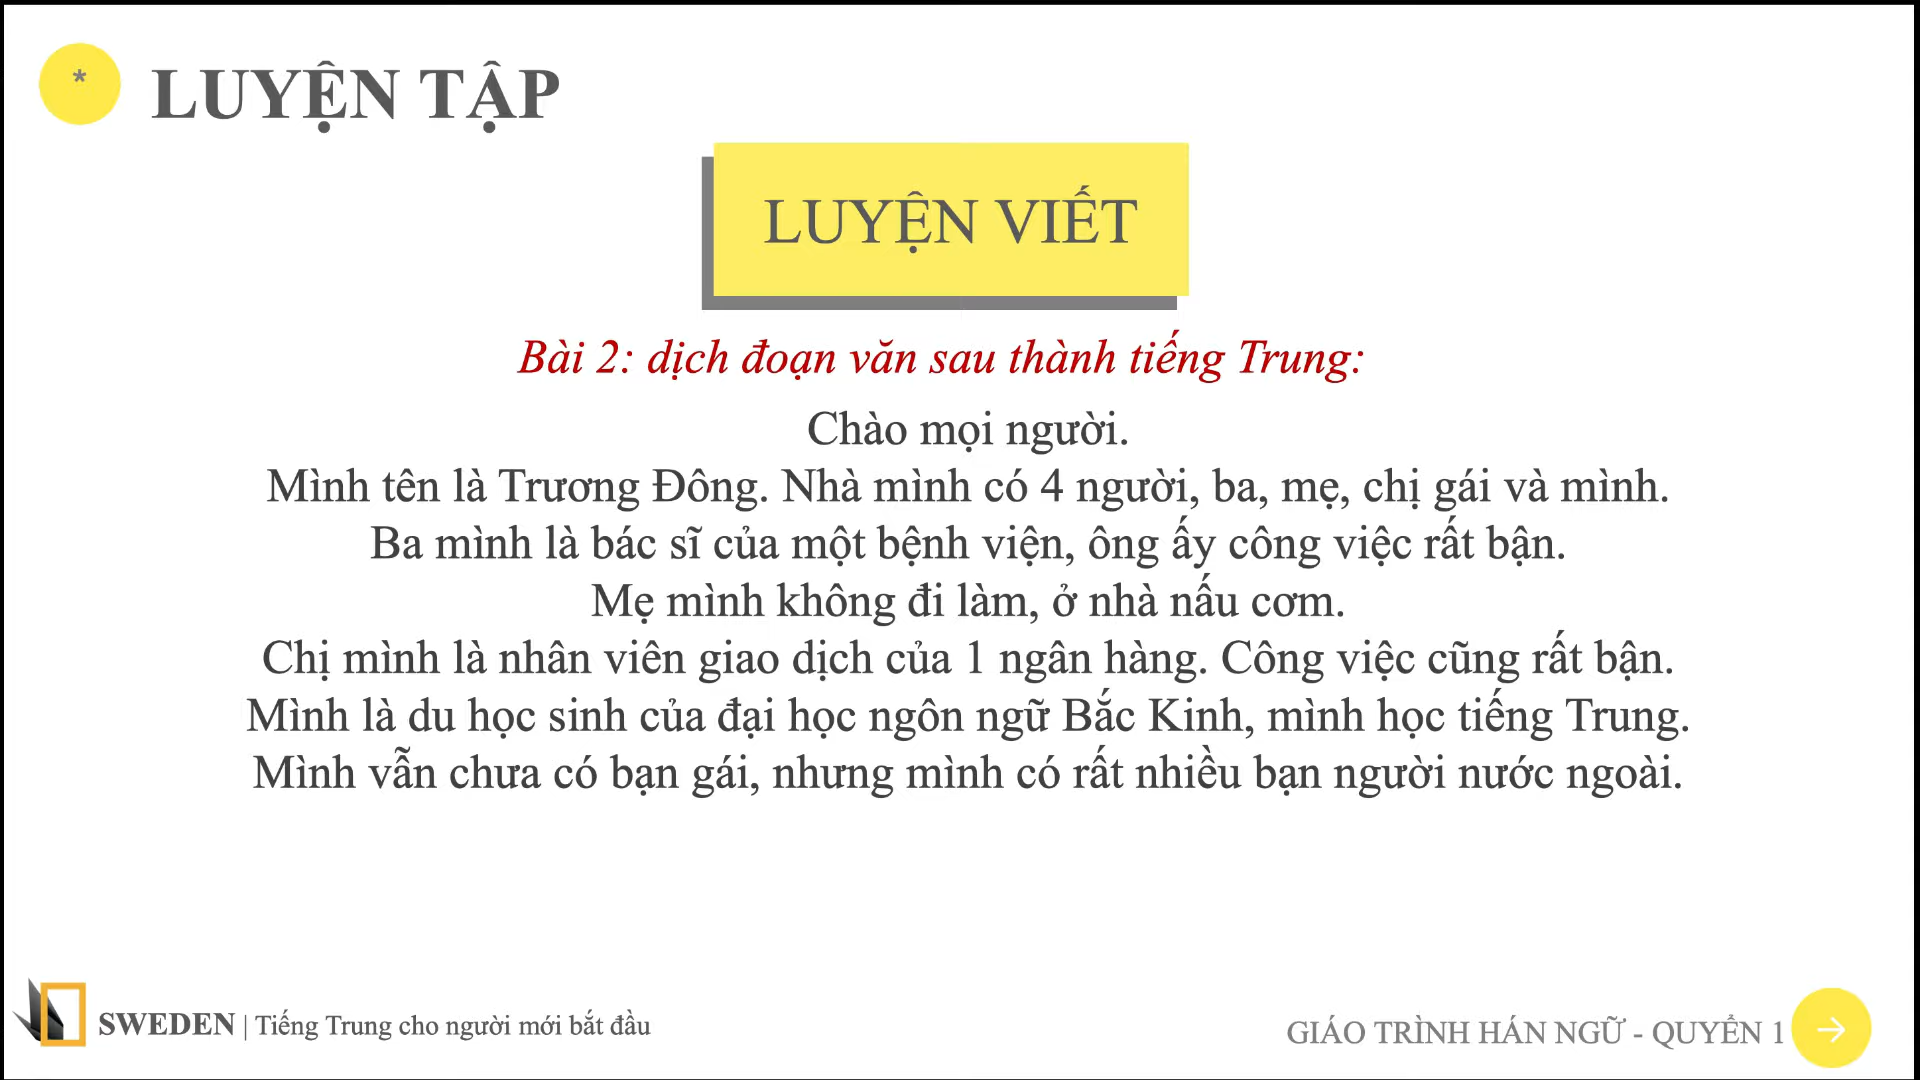 *
LUYỆN TẬP
LUYỆN VIẾT
Bài 2: dịch đoạn văn sau thành tiếng Trung:
Chào mọi người.
Mình tên là Trương Đông. Nhà mình có 4 người, ba, mẹ, chị gái và mình.
Ba mình là bác sĩ của một bệnh viện, ông ấy công việc rất bận.
Mẹ mình không đi làm, ở nhà nấu cơm.
Chị mình là nhân viên giao dịch của 1 ngân hàng. Công việc cũng rất bận.
Mình là du học sinh của đại học ngôn ngữ Bắc Kinh, mình học tiếng Trung.
Mình vẫn chưa có bạn gái, nhưng mình có rất nhiều bạn người nước ngoài.
SWEDEN | Tiếng Trung cho người mới bắt đầu
GIÁO TRÌNH HÁN NGỮ - QUYỂN 1